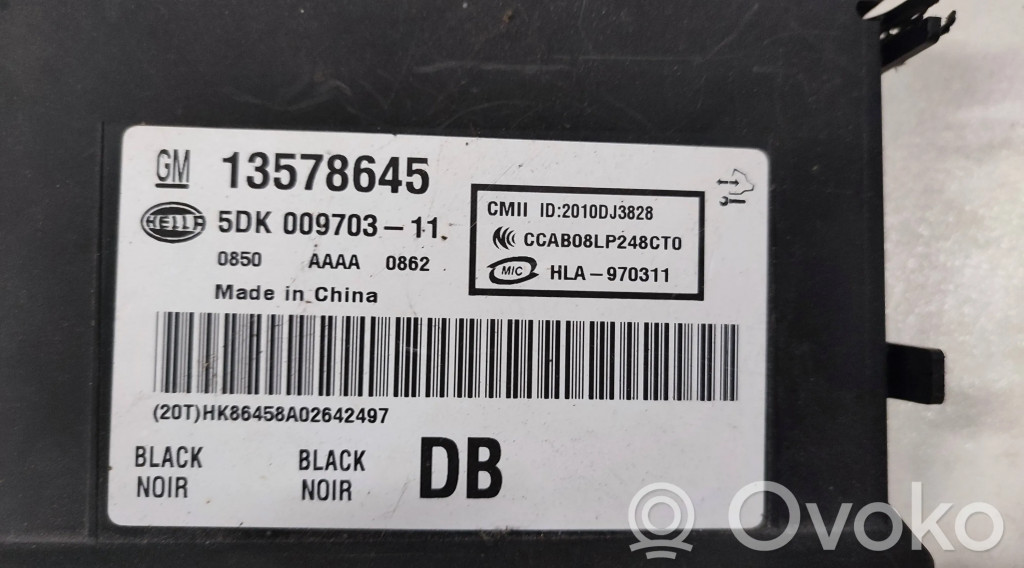 GM 13578645
HELLA 5DK 009703-11.
0850 AAAA 0862
Made in China
CMII ID:2010DJ3828
CCAB08LP248CT0
MIC HLA-970311
(20T)HK86458A02642497
BLACK BLACK DB
NOIR NOIR
Ovoko